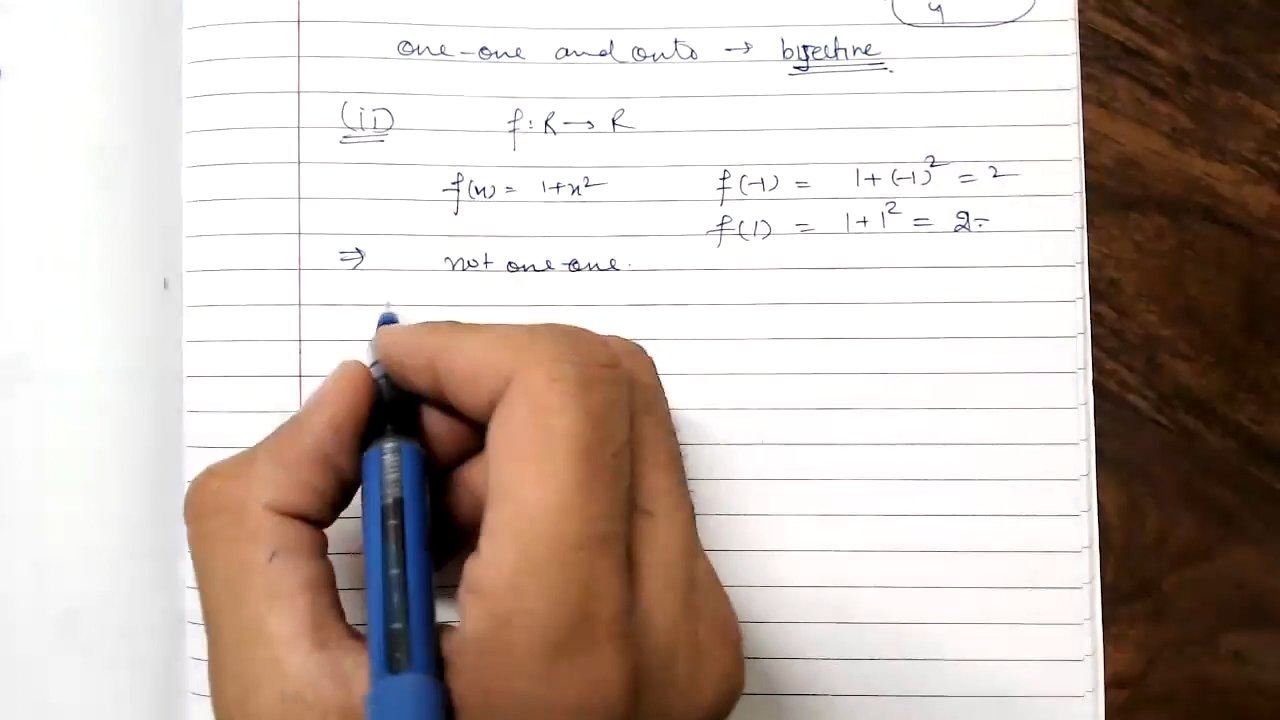 4
one-one and onto → bijective
(ii) f: R → R
f(x) = 1+x² f(-1) = 1+(-1)² = 2
f(1) = 1+1² = 2
⇒ not one-one.